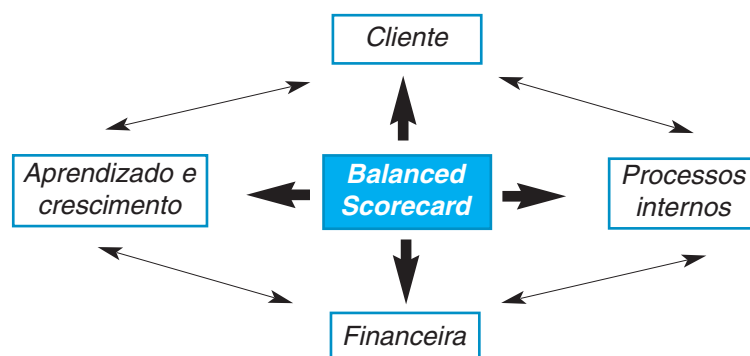 Cliente
Aprendizado e
crescimento
Balanced
Scorecard
Processos
internos
Financeira